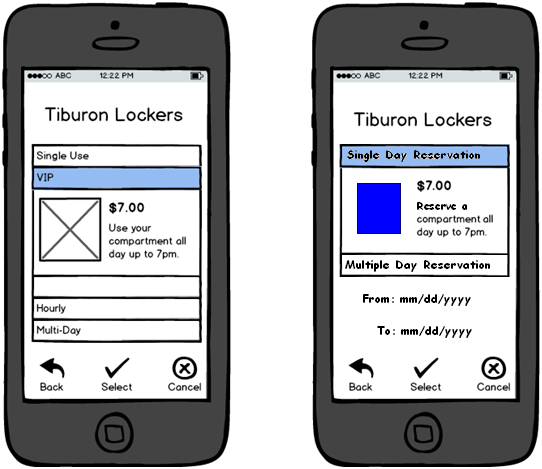 ●●●○○ ABC 12:22 PM
Tiburon Lockers
Single Use
VIP
$7.00
Use your
compartment all
day up to 7pm.
Hourly
Multi-Day
Back Select Cancel
●●●○○ ABC 12:22 PM
Tiburon Lockers
Single Day Reservation
$7.00
Reserve a
compartment all
day up to 7pm.
Multiple Day Reservation
From: mm/dd/yyyy
To: mm/dd/yyyy
Back Select Cancel